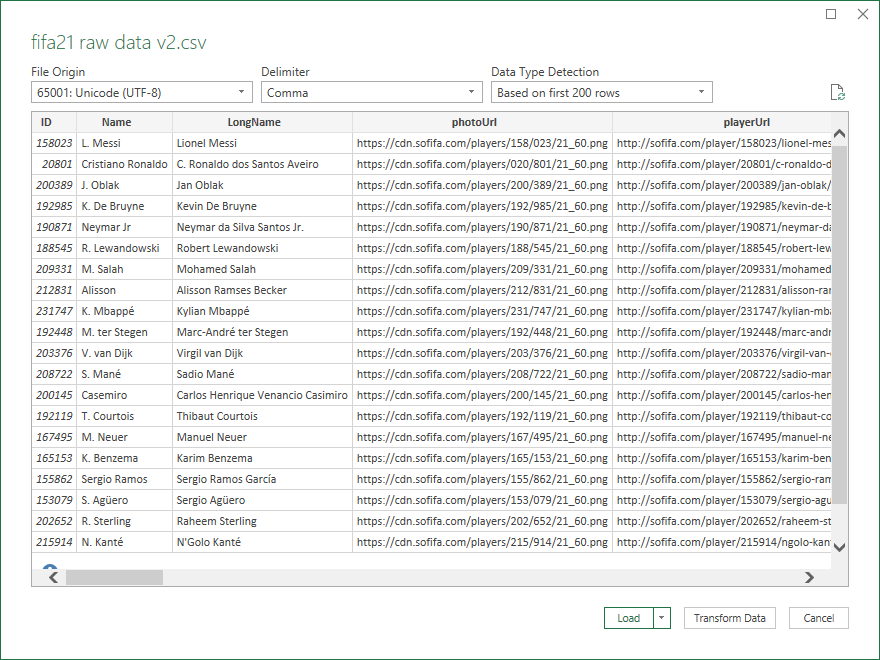 fifa21 raw data v2.csv
File Origin Delimiter Data Type Detection
65001: Unicode (UTF-8) Comma Based on first 200 rows
ID Name LongName photoUrl playerUrl
158023 L. Messi Lionel Messi https://cdn.sofifa.com/players/158/023/21_60.png http://sofifa.com/player/158023/lionel-mes
20801 Cristiano Ronaldo C. Ronaldo dos Santos Aveiro https://cdn.sofifa.com/players/020/801/21_60.png http://sofifa.com/player/20801/c-ronaldo-d
200389 J. Oblak Jan Oblak https://cdn.sofifa.com/players/200/389/21_60.png http://sofifa.com/player/200389/jan-oblak/
192985 K. De Bruyne Kevin De Bruyne https://cdn.sofifa.com/players/192/985/21_60.png http://sofifa.com/player/192985/kevin-de-b
190871 Neymar Jr Neymar da Silva Santos Jr. https://cdn.sofifa.com/players/190/871/21_60.png http://sofifa.com/player/190871/neymar-da
188545 R. Lewandowski Robert Lewandowski https://cdn.sofifa.com/players/188/545/21_60.png http://sofifa.com/player/188545/robert-lew
209331 M. Salah Mohamed Salah https://cdn.sofifa.com/players/209/331/21_60.png http://sofifa.com/player/209331/mohamed
212831 Alisson Alisson Ramses Becker https://cdn.sofifa.com/players/212/831/21_60.png http://sofifa.com/player/212831/alisson-rar
231747 K. Mbappé Kylian Mbappé https://cdn.sofifa.com/players/231/747/21_60.png http://sofifa.com/player/231747/kylian-mba
192448 M. ter Stegen Marc-André ter Stegen https://cdn.sofifa.com/players/192/448/21_60.png http://sofifa.com/player/192448/marc-andr
203376 V. van Dijk Virgil van Dijk https://cdn.sofifa.com/players/203/376/21_60.png http://sofifa.com/player/203376/virgil-van-
208722 S. Mané Sadio Mané https://cdn.sofifa.com/players/208/722/21_60.png http://sofifa.com/player/208722/sadio-man
200145 Casemiro Carlos Henrique Venancio Casimiro https://cdn.sofifa.com/players/200/145/21_60.png http://sofifa.com/player/200145/carlos-her
192119 T. Courtois Thibaut Courtois https://cdn.sofifa.com/players/192/119/21_60.png http://sofifa.com/player/192119/thibaut-co
167495 M. Neuer Manuel Neuer https://cdn.sofifa.com/players/167/495/21_60.png http://sofifa.com/player/167495/manuel-ne
165153 K. Benzema Karim Benzema https://cdn.sofifa.com/players/165/153/21_60.png http://sofifa.com/player/165153/karim-ben
155862 Sergio Ramos Sergio Ramos García https://cdn.sofifa.com/players/155/862/21_60.png http://sofifa.com/player/155862/sergio-ram
153079 S. Agüero Sergio Agüero https://cdn.sofifa.com/players/153/079/21_60.png http://sofifa.com/player/153079/sergio-agu
202652 R. Sterling Raheem Sterling https://cdn.sofifa.com/players/202/652/21_60.png http://sofifa.com/player/202652/raheem-st
215914 N. Kanté N'Golo Kanté https://cdn.sofifa.com/players/215/914/21_60.png http://sofifa.com/player/215914/ngolo-kan
Load Transform Data Cancel